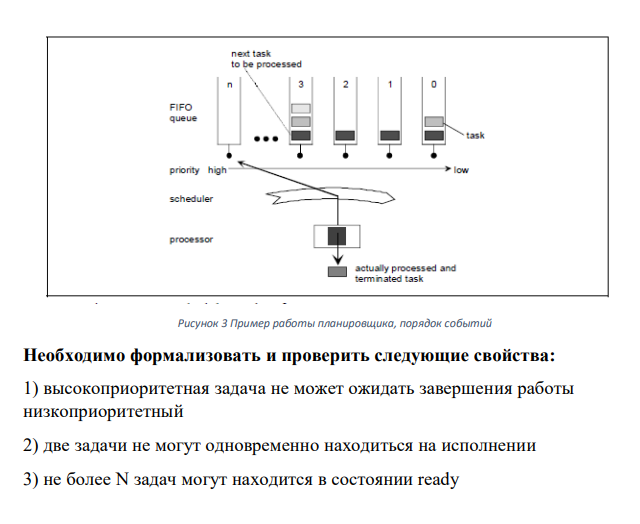 next task
to be processed
n
3
2
1
0
FIFO
queue
task
priority high
low
scheduler
processor
actually processed and
terminated task
Рисунок 3 Пример работы планировщика, порядок событий
Необходимо формализовать и проверить следующие свойства:
1) высокоприоритетная задача не может ожидать завершения работы
низкоприоритетный
2) две задачи не могут одновременно находиться на исполнении
3) не более N задач могут находится в состоянии ready